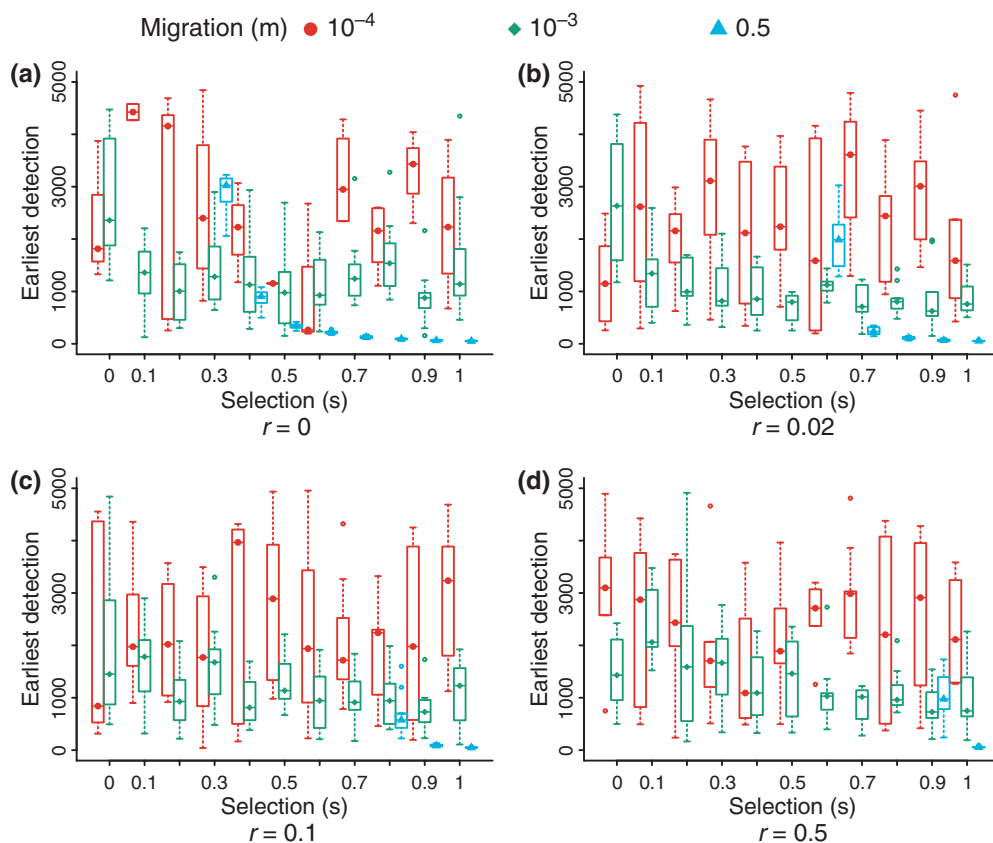 Migration (m) 10⁻⁴ 10⁻³ 0.5
(a)
Earliest detection
0 1000 3000 5000
0 0.1 0.3 0.5 0.7 0.9 1
Selection (s)
r = 0
(b)
Earliest detection
0 1000 3000 5000
0 0.1 0.3 0.5 0.7 0.9 1
Selection (s)
r = 0.02
(c)
Earliest detection
0 1000 3000 5000
0 0.1 0.3 0.5 0.7 0.9 1
Selection (s)
r = 0.1
(d)
Earliest detection
0 1000 3000 5000
0 0.1 0.3 0.5 0.7 0.9 1
Selection (s)
r = 0.5